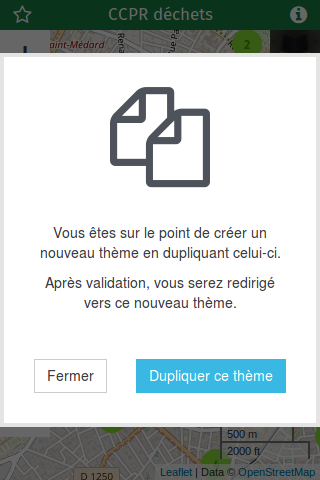 CCPR déchets
aint-Médard
2
Vous êtes sur le point de créer un
nouveau thème en dupliquant celui-ci.
Après validation, vous serez redirigé
vers ce nouveau thème.
Fermer
Dupliquer ce thème
500 m
2000 ft
D 1250
Leaflet | Data © OpenStreetMap